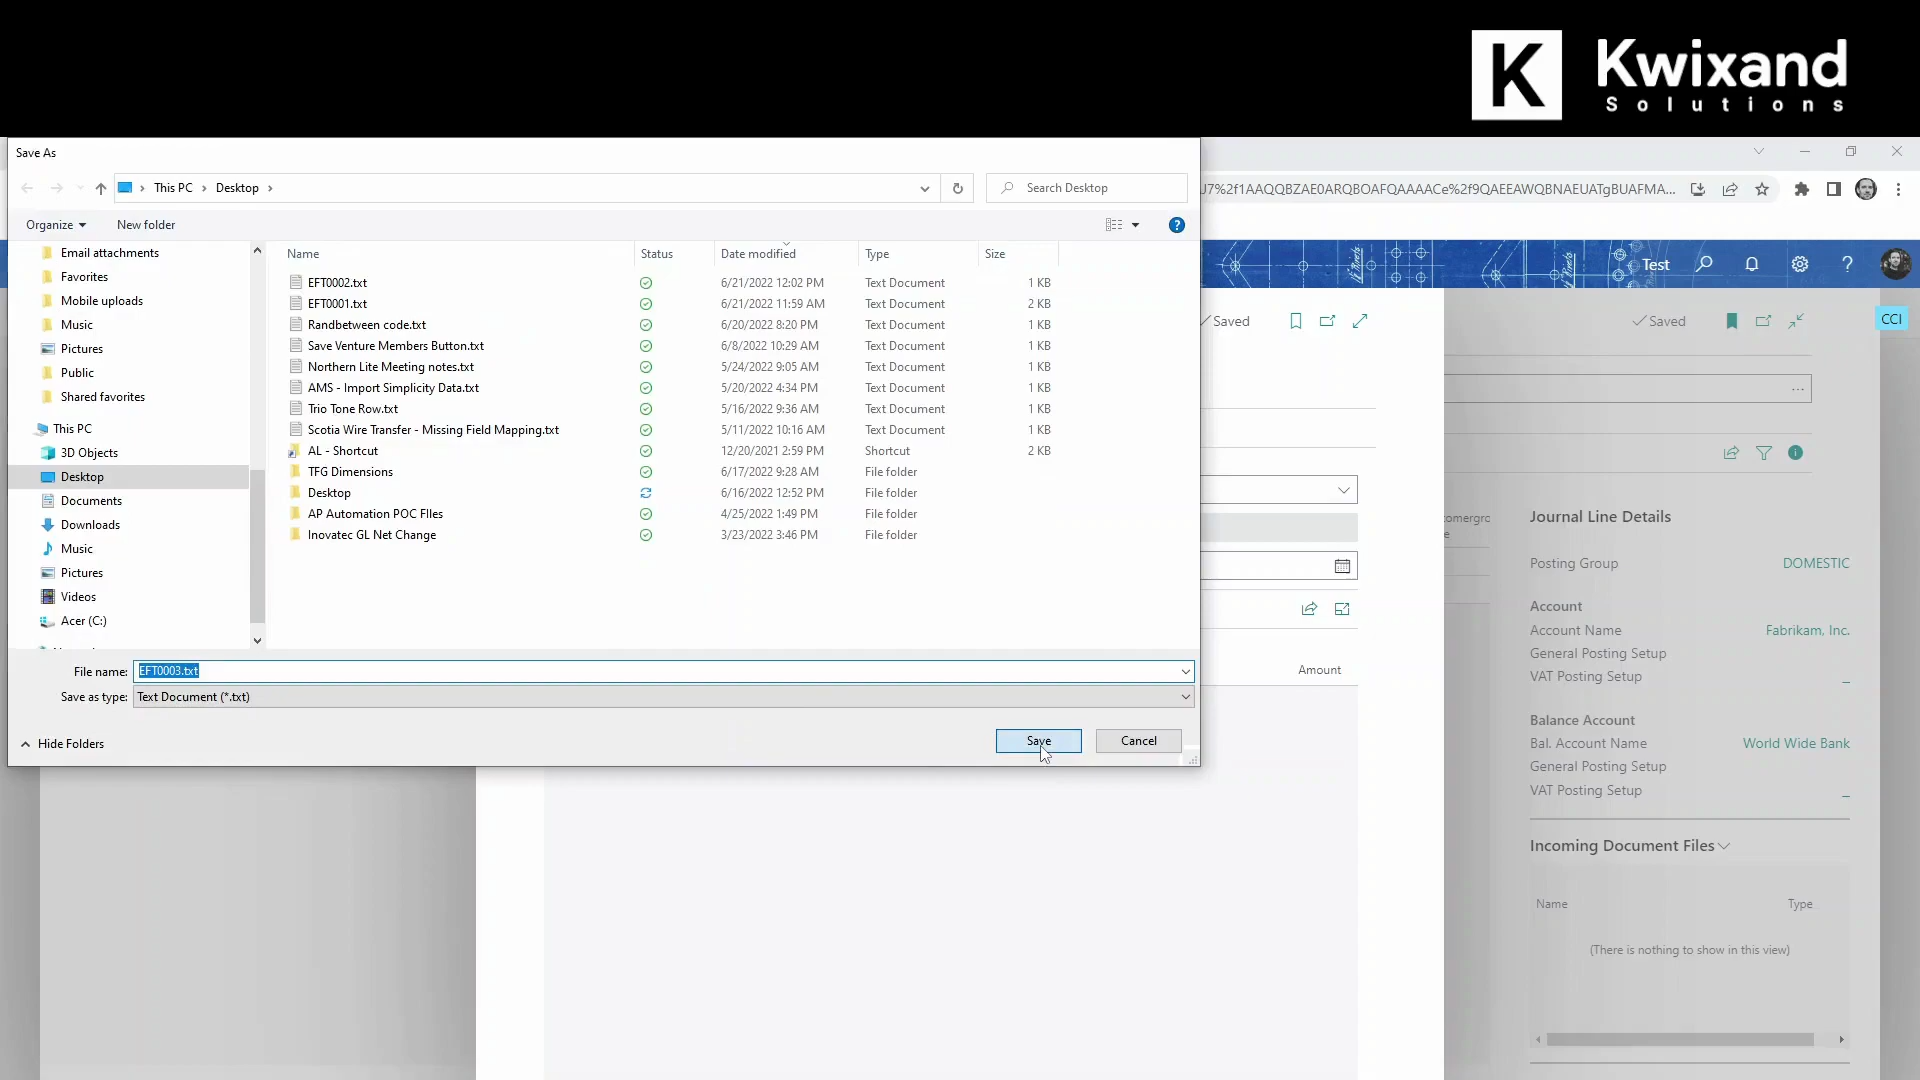 K Kwixand
Solutions
Save As
This PC > Desktop >
Search Desktop
Organize
New folder
Email attachments
Favorites
Mobile uploads
Music
Pictures
Public
Shared favorites
This PC
3D Objects
Desktop
Documents
Downloads
Music
Pictures
Videos
Acer (C:)
Name Status Date modified Type Size
EFT0002.txt 6/21/2022 12:02 PM Text Document 1 KB
EFT0001.txt 6/21/2022 11:59 AM Text Document 2 KB
Randbetween code.txt 6/20/2022 8:20 PM Text Document 1 KB
Save Venture Members Button.txt 6/8/2022 10:29 AM Text Document 1 KB
Northern Lite Meeting notes.txt 5/24/2022 9:05 AM Text Document 1 KB
AMS - Import Simplicity Data.txt 5/20/2022 4:34 PM Text Document 1 KB
Trio Tone Row.txt 5/16/2022 9:36 AM Text Document 1 KB
Scotia Wire Transfer - Missing Field Mapping.txt 5/11/2022 10:16 AM Text Document 1 KB
AL - Shortcut 12/20/2021 2:59 PM Shortcut 2 KB
TFG Dimensions 6/17/2022 9:28 AM File folder
Desktop 6/16/2022 12:52 PM File folder
AP Automation POC FIles 4/25/2022 1:49 PM File folder
Inovatec GL Net Change 3/23/2022 3:46 PM File folder
File name: EFT0003.txt
Save as type: Text Document (*.txt)
Hide Folders
Save
Cancel
J7%2f1AAQQBZAE0ARQBOAFQAAAACe%2f9QAEEAWQBNAEUATgBUAFMA...
Test
Saved
Saved
CCI
Amount
Journal Line Details
Posting Group DOMESTIC
Account
Account Name Fabrikam, Inc.
General Posting Setup
VAT Posting Setup _
Balance Account
Bal. Account Name World Wide Bank
General Posting Setup
VAT Posting Setup _
Incoming Document Files
Name Type
(There is nothing to show in this view)